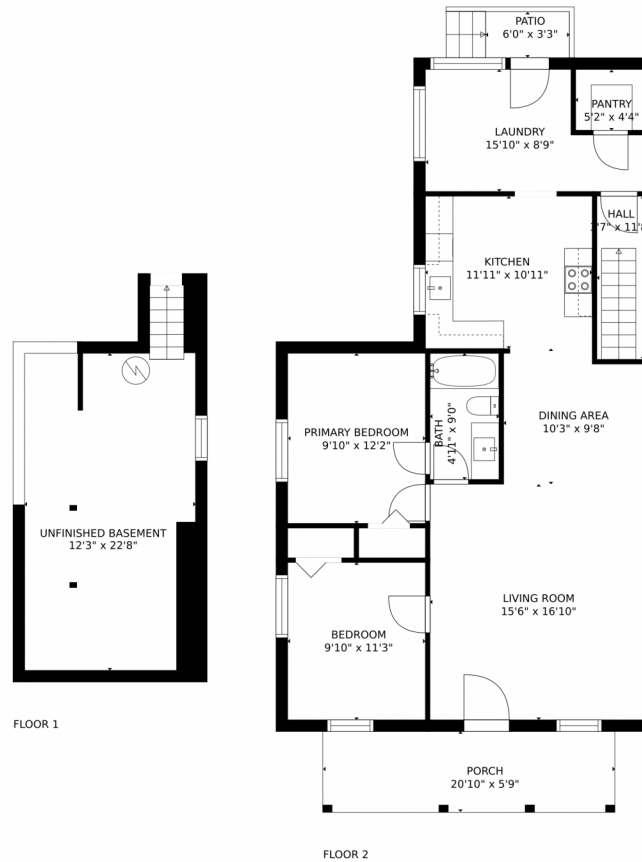 PATIO
6'0" x 3'3"
PANTRY
5'2" x 4'4"
LAUNDRY
15'10" x 8'9"
HALL
KITCHEN
11'11" x 10'11"
DINING AREA
10'3" x 9'8"
BATH
4'11" x 9'0"
PRIMARY BEDROOM
9'10" x 12'2"
UNFINISHED BASEMENT
12'3" x 22'8"
LIVING ROOM
15'6" x 16'10"
BEDROOM
9'10" x 11'3"
FLOOR 1
PORCH
20'10" x 5'9"
FLOOR 2